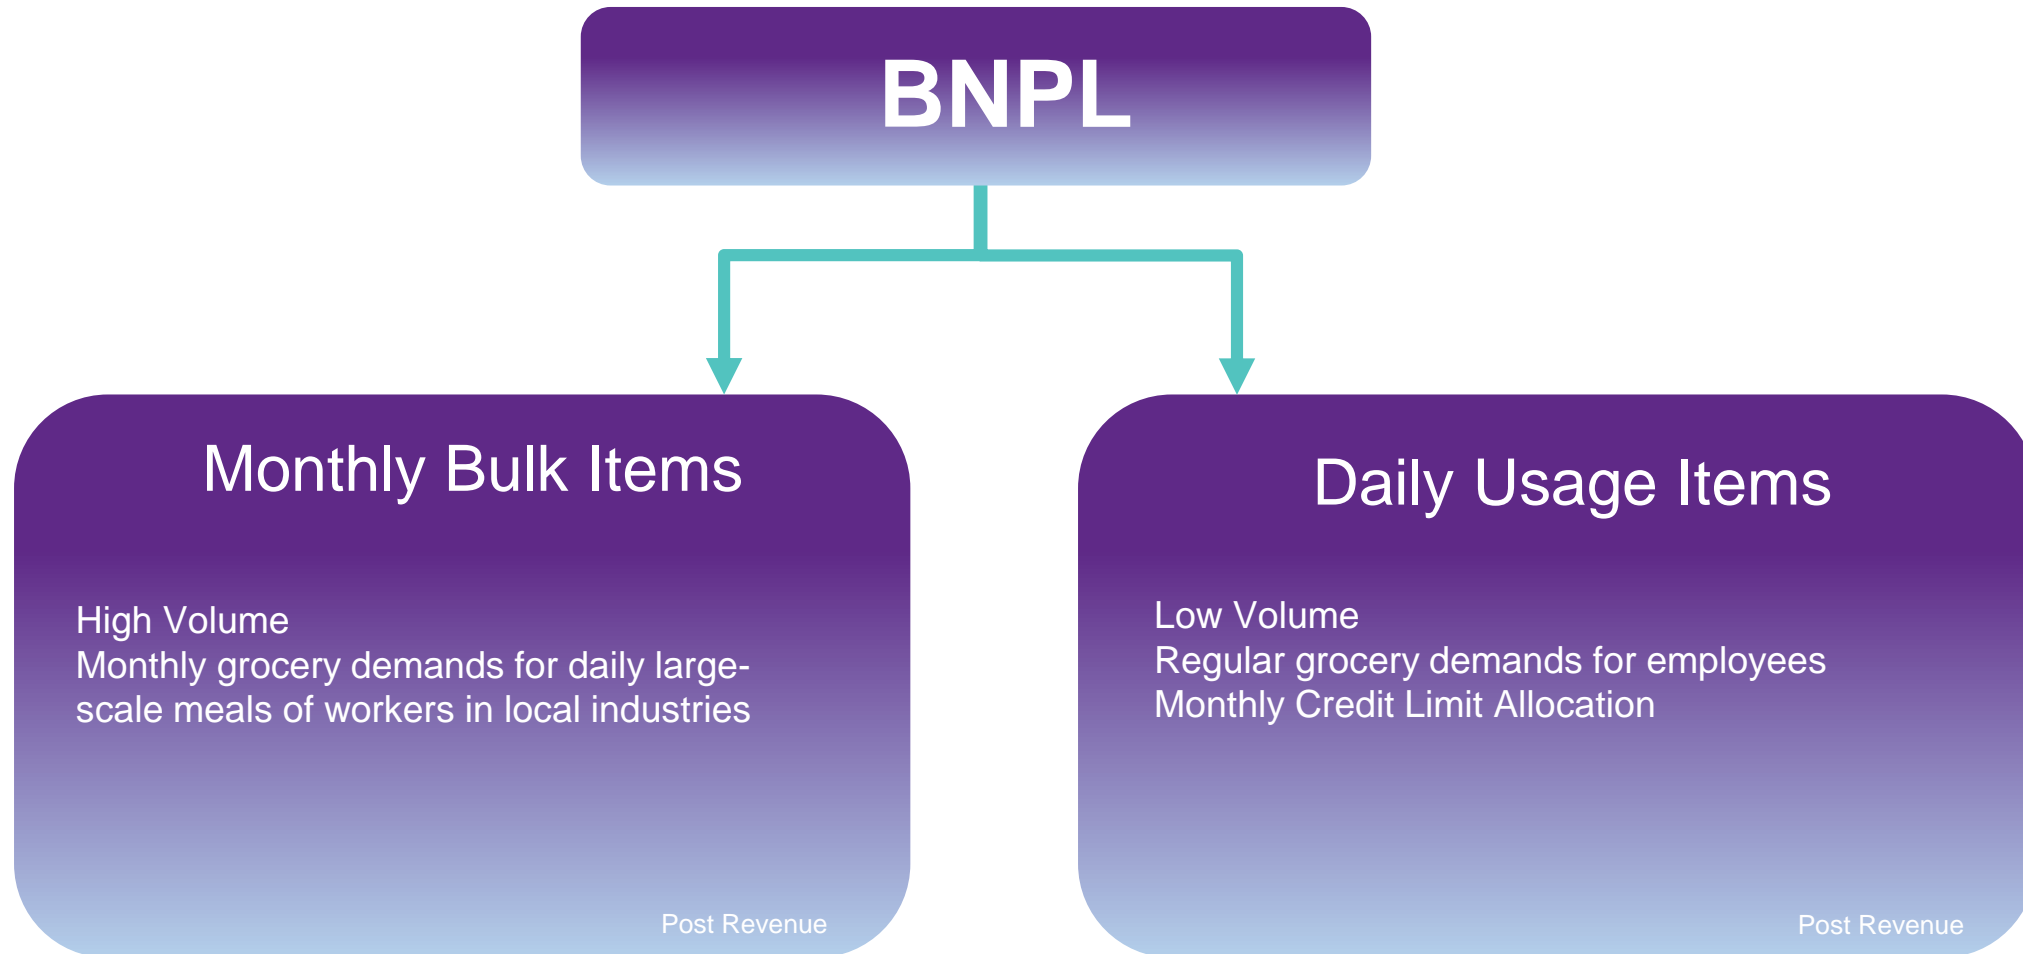 BNPL
Monthly Bulk Items
High Volume
Monthly grocery demands for daily large-
scale meals of workers in local industries
Post Revenue
Daily Usage Items
Low Volume
Regular grocery demands for employees
Monthly Credit Limit Allocation
Post Revenue